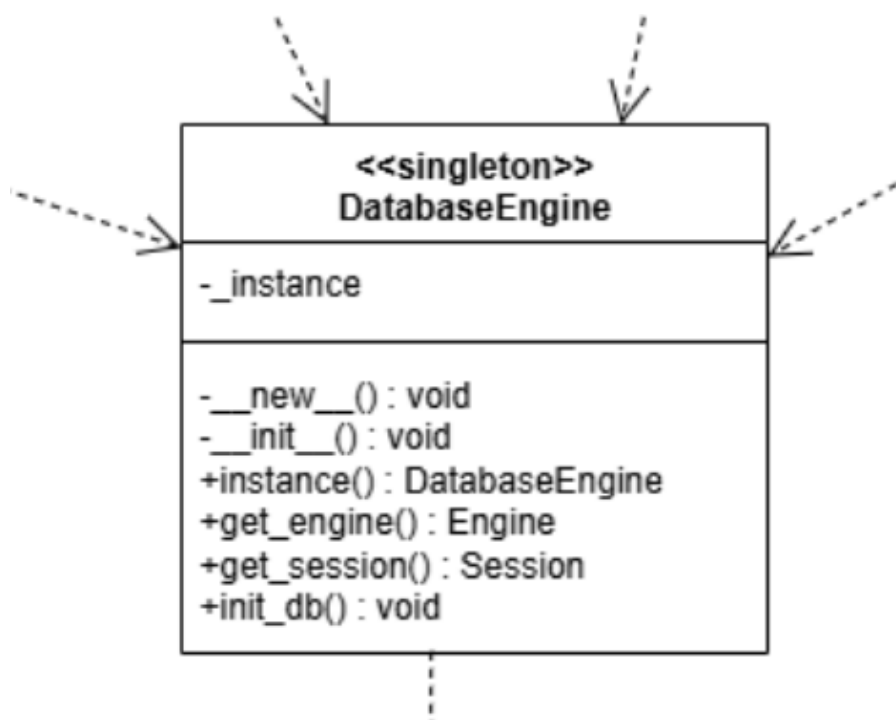 <<singleton>>
DatabaseEngine
-_instance
-__new__() : void
-__init__() : void
+instance() : DatabaseEngine
+get_engine() : Engine
+get_session() : Session
+init_db() : void